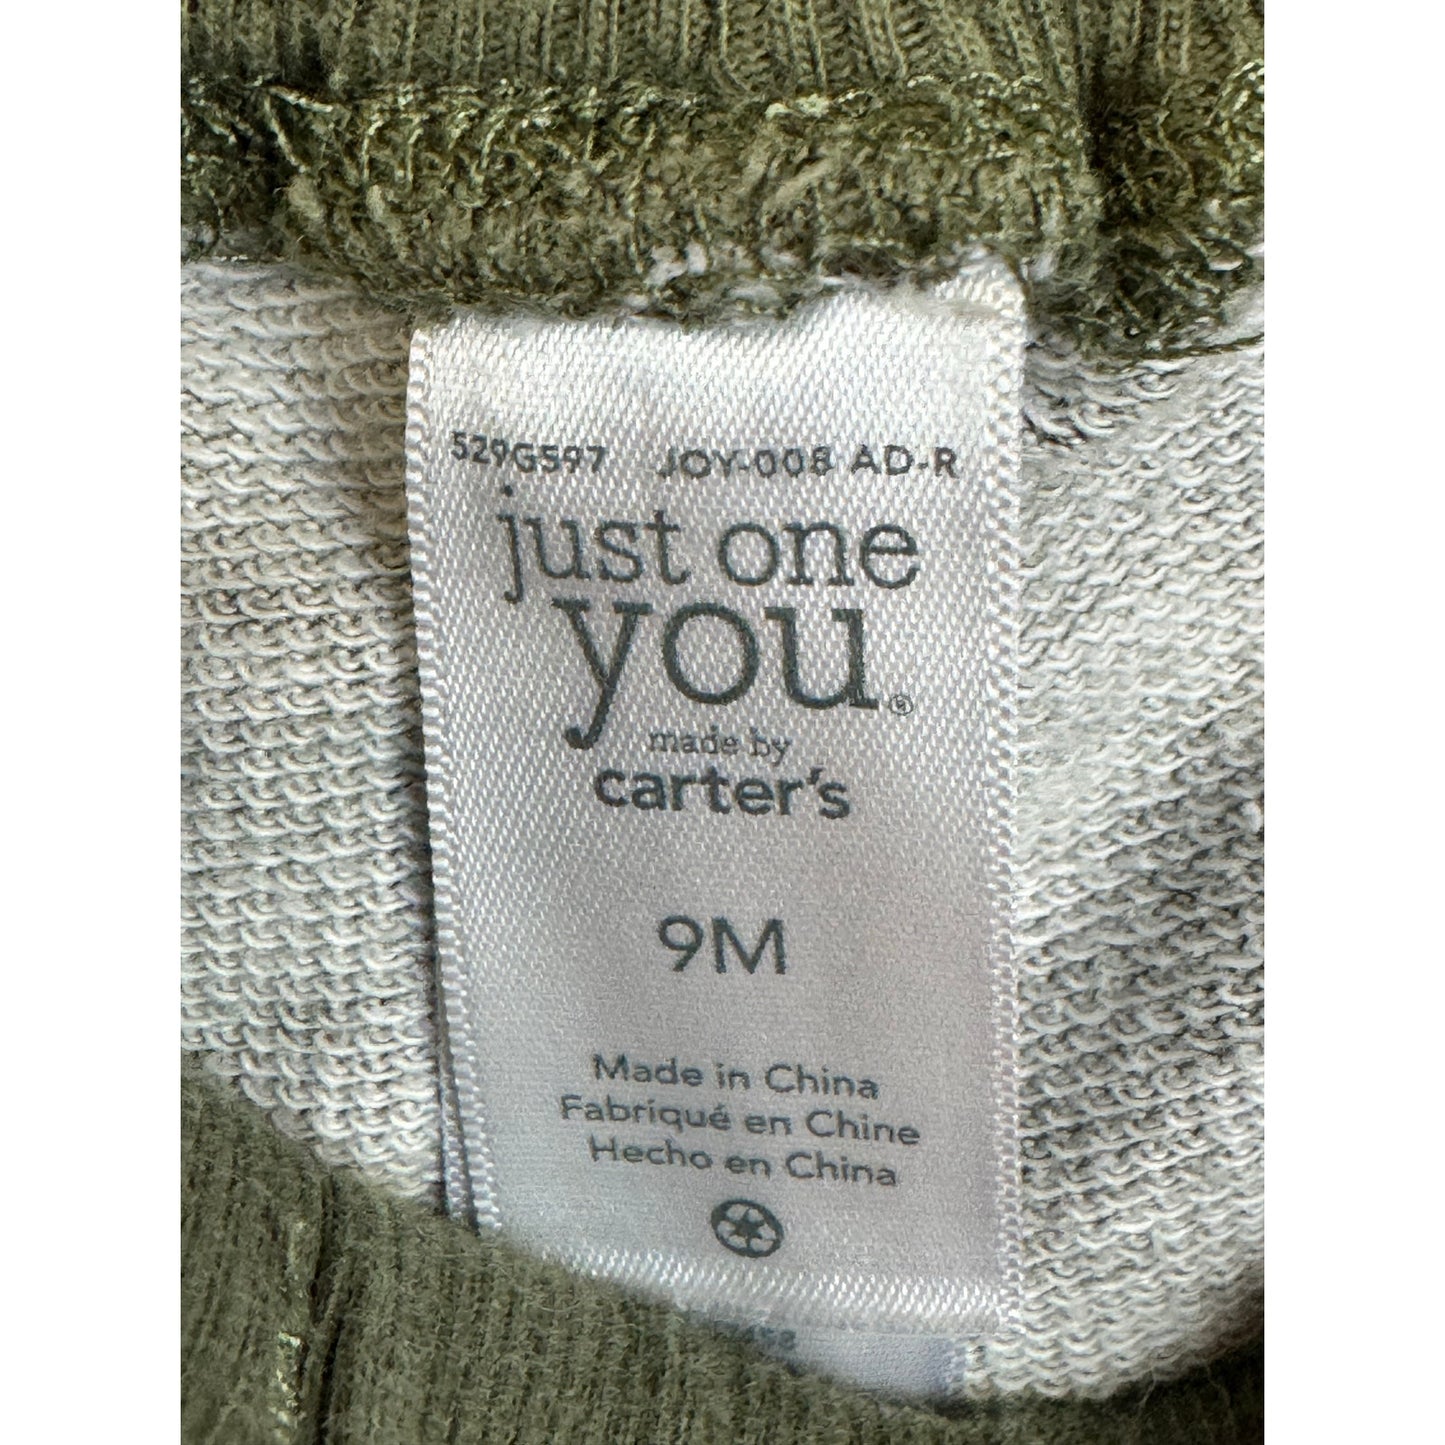 529G597 JOY-008 AD-R
just one
you®
made by
carter's
9M
Made in China
Fabriqué en Chine
Hecho en China